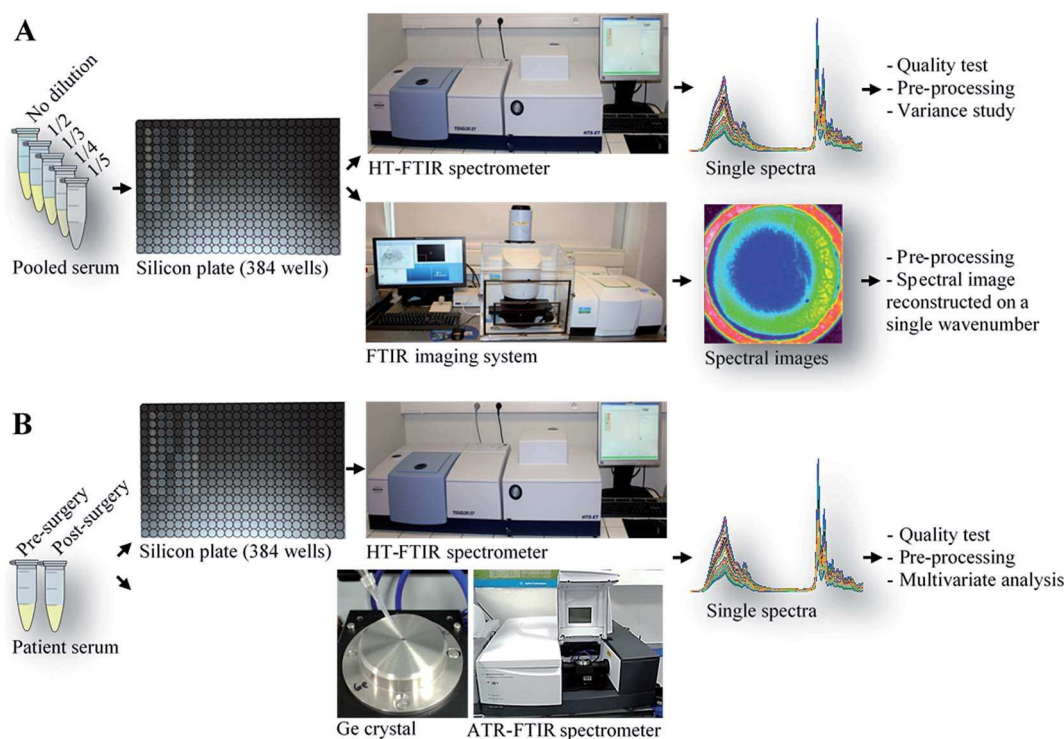 A
No dilution
1/2
1/3
1/4
1/5
Pooled serum
Silicon plate (384 wells)
TENSOR 27
HTS-XT
HT-FTIR spectrometer
Single spectra
- Quality test
- Pre-processing
- Variance study
FTIR imaging system
Spectral images
- Pre-processing
- Spectral image
reconstructed on a
single wavenumber
B
Pre-surgery
Post-surgery
Patient serum
Silicon plate (384 wells)
TENSOR 27
HTS-XT
HT-FTIR spectrometer
Ge
Ge crystal
ATR-FTIR spectrometer
Single spectra
- Quality test
- Pre-processing
- Multivariate analysis